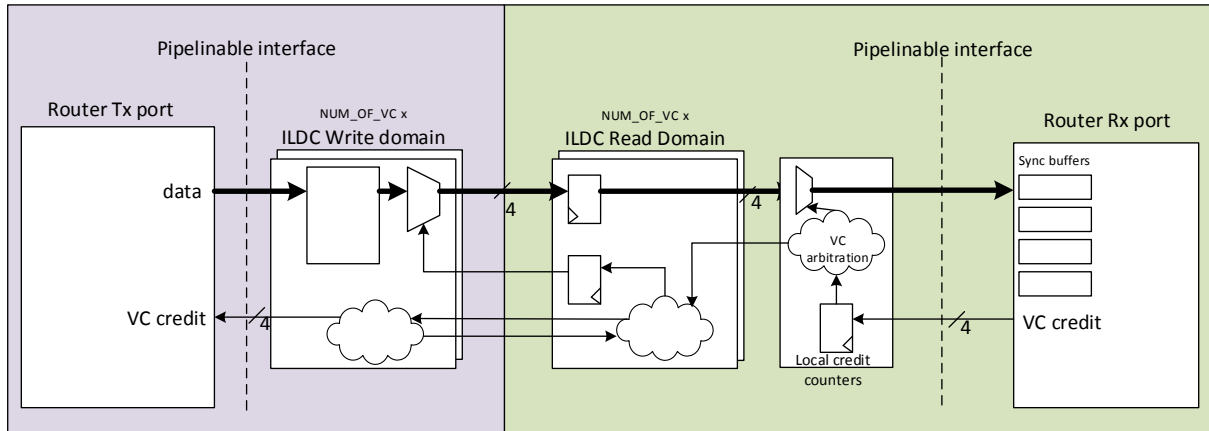 Pipelinable interface
Pipelinable interface
Router Tx port
NUM_OF_VC x
ILDC Write domain
NUM_OF_VC x
ILDC Read Domain
Router Rx port
Sync buffers
data
4
4
VC
arbitration
VC credit
4
4
VC credit
Local credit
counters